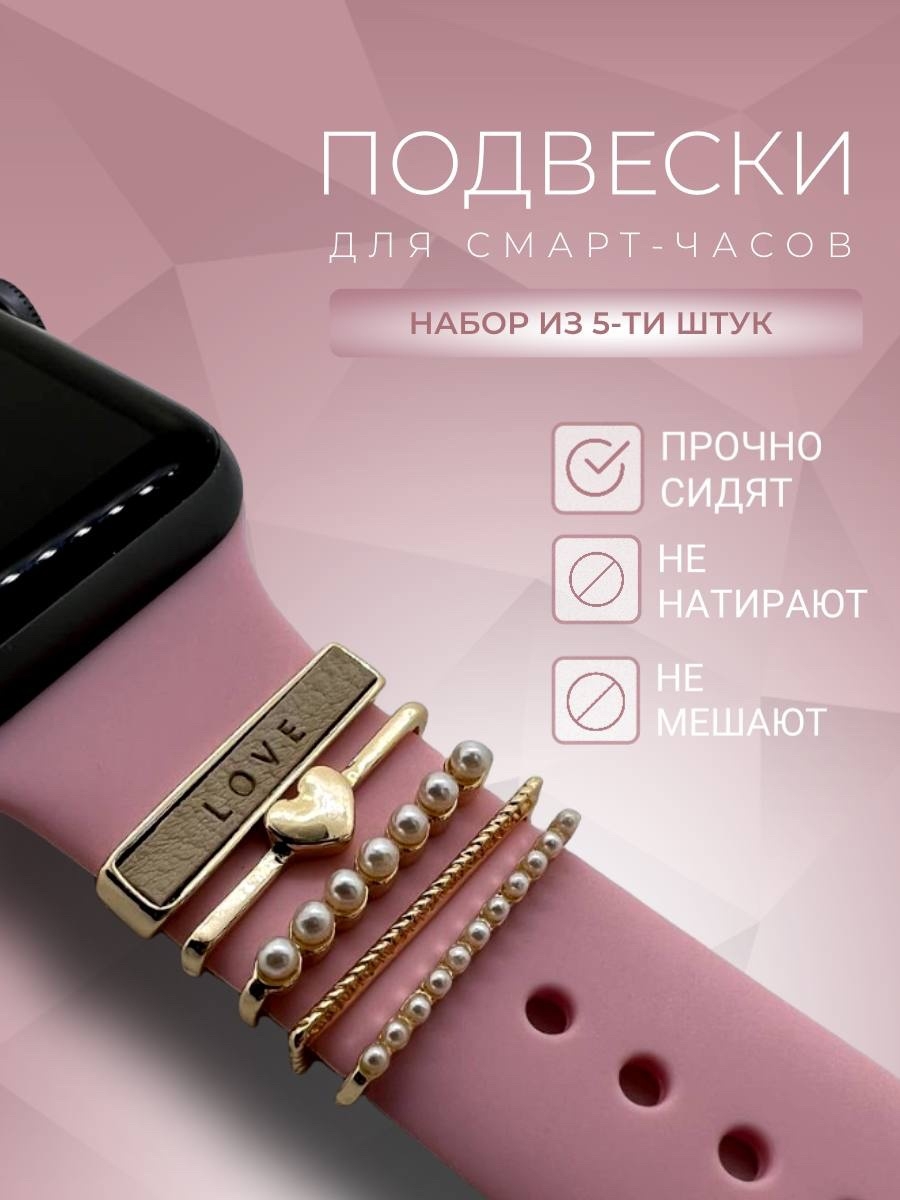 ПОДВЕСКИ
ДЛЯ СМАРТ-ЧАСОВ
НАБОР ИЗ 5-ТИ ШТУК
ПРОЧНО
СИДЯТ
НЕ
НАТИРАЮТ
НЕ
МЕШАЮТ
LOVE